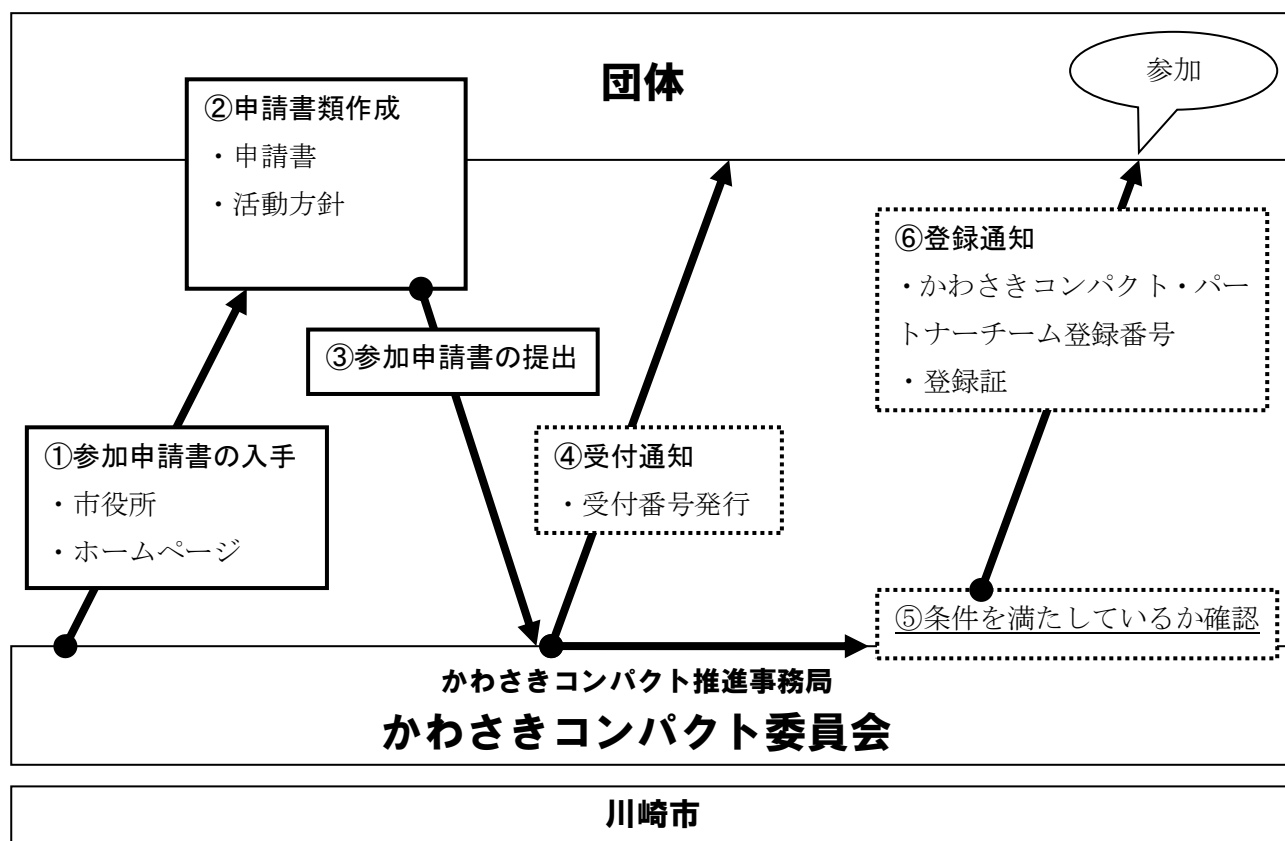 団体
参加
②申請書類作成
・申請書
・活動方針
③参加申請書の提出
①参加申請書の入手
・市役所
・ホームページ
④受付通知
・受付番号発行
⑥登録通知
・かわさきコンパクト・パー
トナーチーム登録番号
・登録証
⑤条件を満たしているか確認
かわさきコンパクト推進事務局
かわさきコンパクト委員会
川崎市